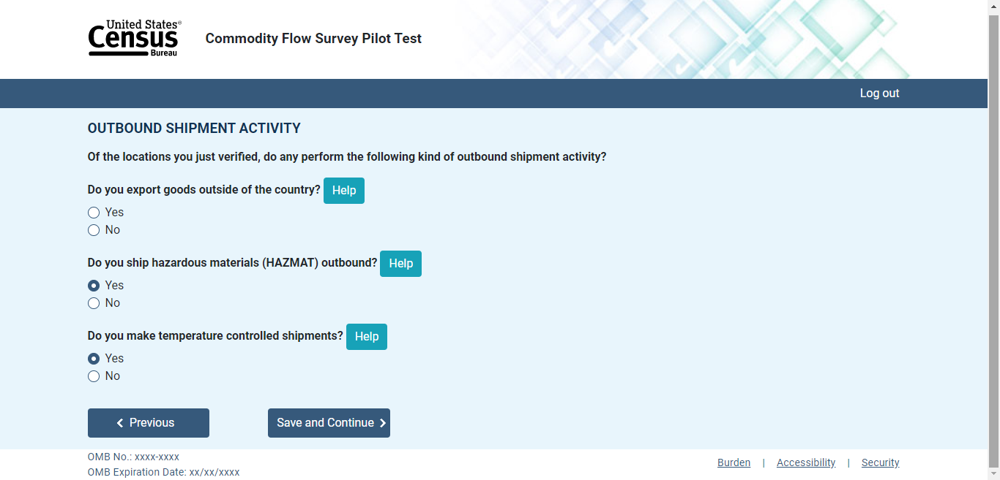 United States®
Census
Bureau
Commodity Flow Survey Pilot Test
Log out
OUTBOUND SHIPMENT ACTIVITY
Of the locations you just verified, do any perform the following kind of outbound shipment activity?
Do you export goods outside of the country? Help
Yes
No
Do you ship hazardous materials (HAZMAT) outbound? Help
Yes
No
Do you make temperature controlled shipments? Help
Yes
No
Previous
Save and Continue
OMB No.: xxxx-xxxx
OMB Expiration Date: xx/xx/xxxx
Burden | Accessibility | Security